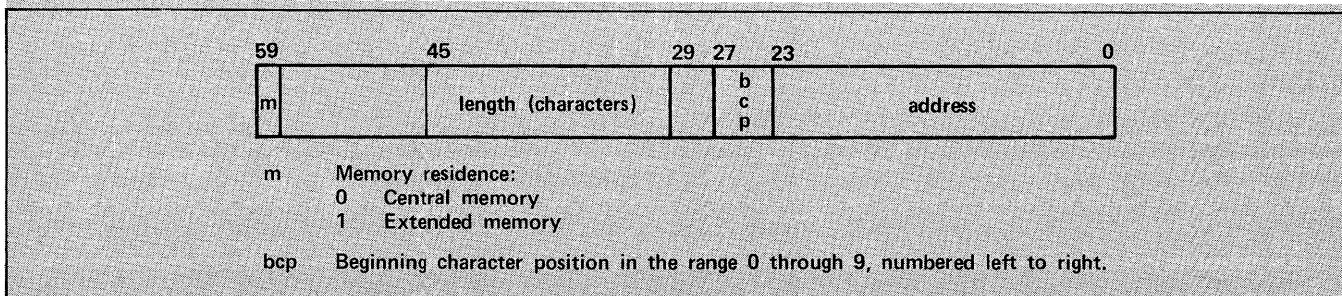 59 45 29 27 23 0
m length (characters) b c p address
m Memory residence:
0 Central memory
1 Extended memory
bcp Beginning character position in the range 0 through 9, numbered left to right.